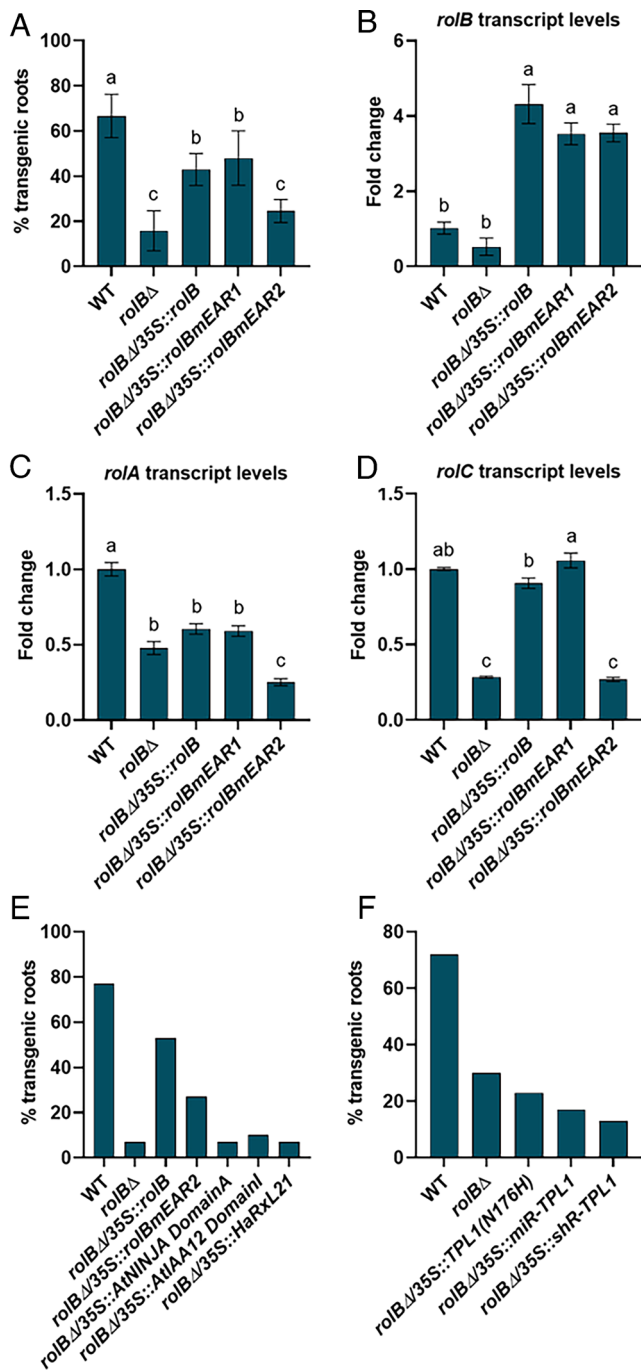 A
% transgenic roots
100
80
60
40
20
0
a
c
b
b
c
WT
rolBΔ
rolBΔ/35S::rolB
rolBΔ/35S::rolBmEAR1
rolBΔ/35S::rolBmEAR2
B
rolB transcript levels
Fold change
6
4
2
0
b
b
a
a
a
WT
rolBΔ
rolBΔ/35S::rolB
rolBΔ/35S::rolBmEAR1
rolBΔ/35S::rolBmEAR2
C
rolA transcript levels
Fold change
1.5
1.0
0.5
0.0
a
b
b
b
c
WT
rolBΔ
rolBΔ/35S::rolB
rolBΔ/35S::rolBmEAR1
rolBΔ/35S::rolBmEAR2
D
rolC transcript levels
Fold change
1.5
1.0
0.5
0.0
ab
c
b
a
c
WT
rolBΔ
rolBΔ/35S::rolB
rolBΔ/35S::rolBmEAR1
rolBΔ/35S::rolBmEAR2
E
% transgenic roots
100
80
60
40
20
0
WT
rolBΔ
rolBΔ/35S::rolB
rolBΔ/35S::rolBmEAR2
rolBΔ/35S::AtNINJA DomainA
rolBΔ/35S::AtIAA12 DomainI
rolBΔ/35S::HaRxL21
F
% transgenic roots
80
60
40
20
0
WT
rolBΔ
rolBΔ/35S::TPL1(N176H)
rolBΔ/35S::miR-TPL1
rolBΔ/35S::shR-TPL1